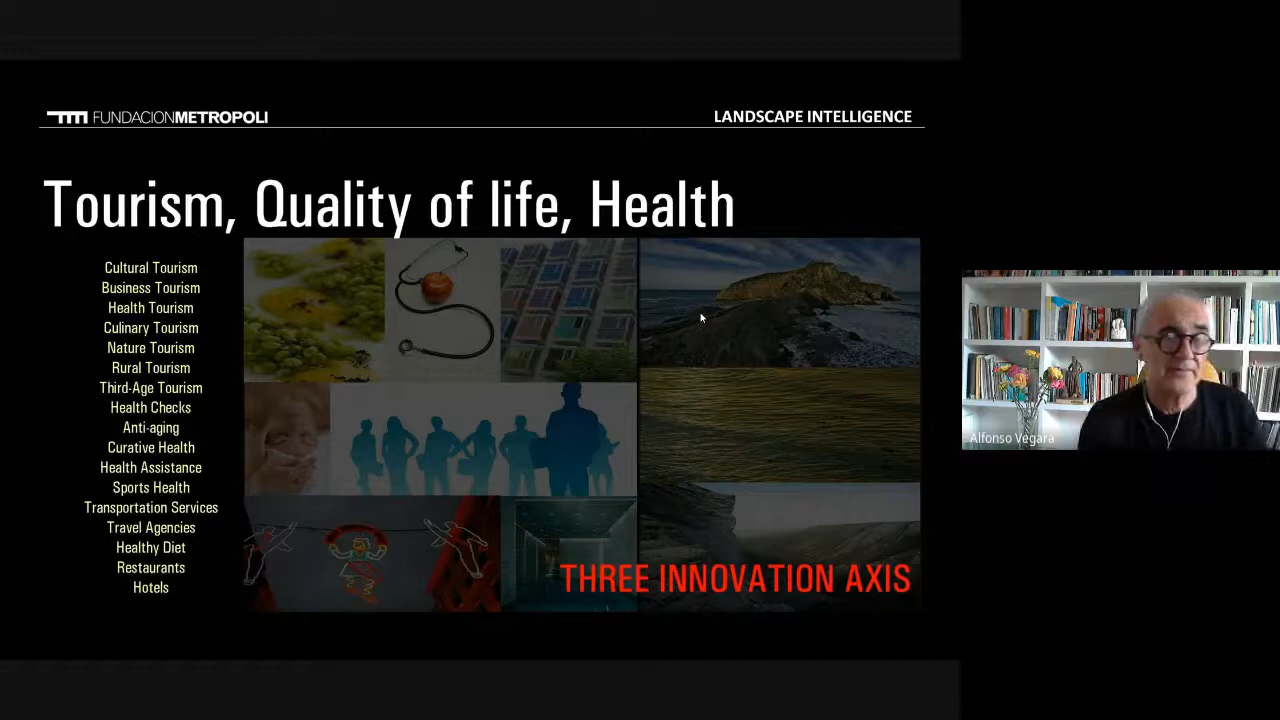 FUNDACIONMETROPOLI
LANDSCAPE INTELLIGENCE
Tourism, Quality of life, Health
Cultural Tourism
Business Tourism
Health Tourism
Culinary Tourism
Nature Tourism
Rural Tourism
Third-Age Tourism
Health Checks
Anti-aging
Curative Health
Health Assistance
Sports Health
Transportation Services
Travel Agencies
Healthy Diet
Restaurants
Hotels
THREE INNOVATION AXIS
Alfonso Vegara